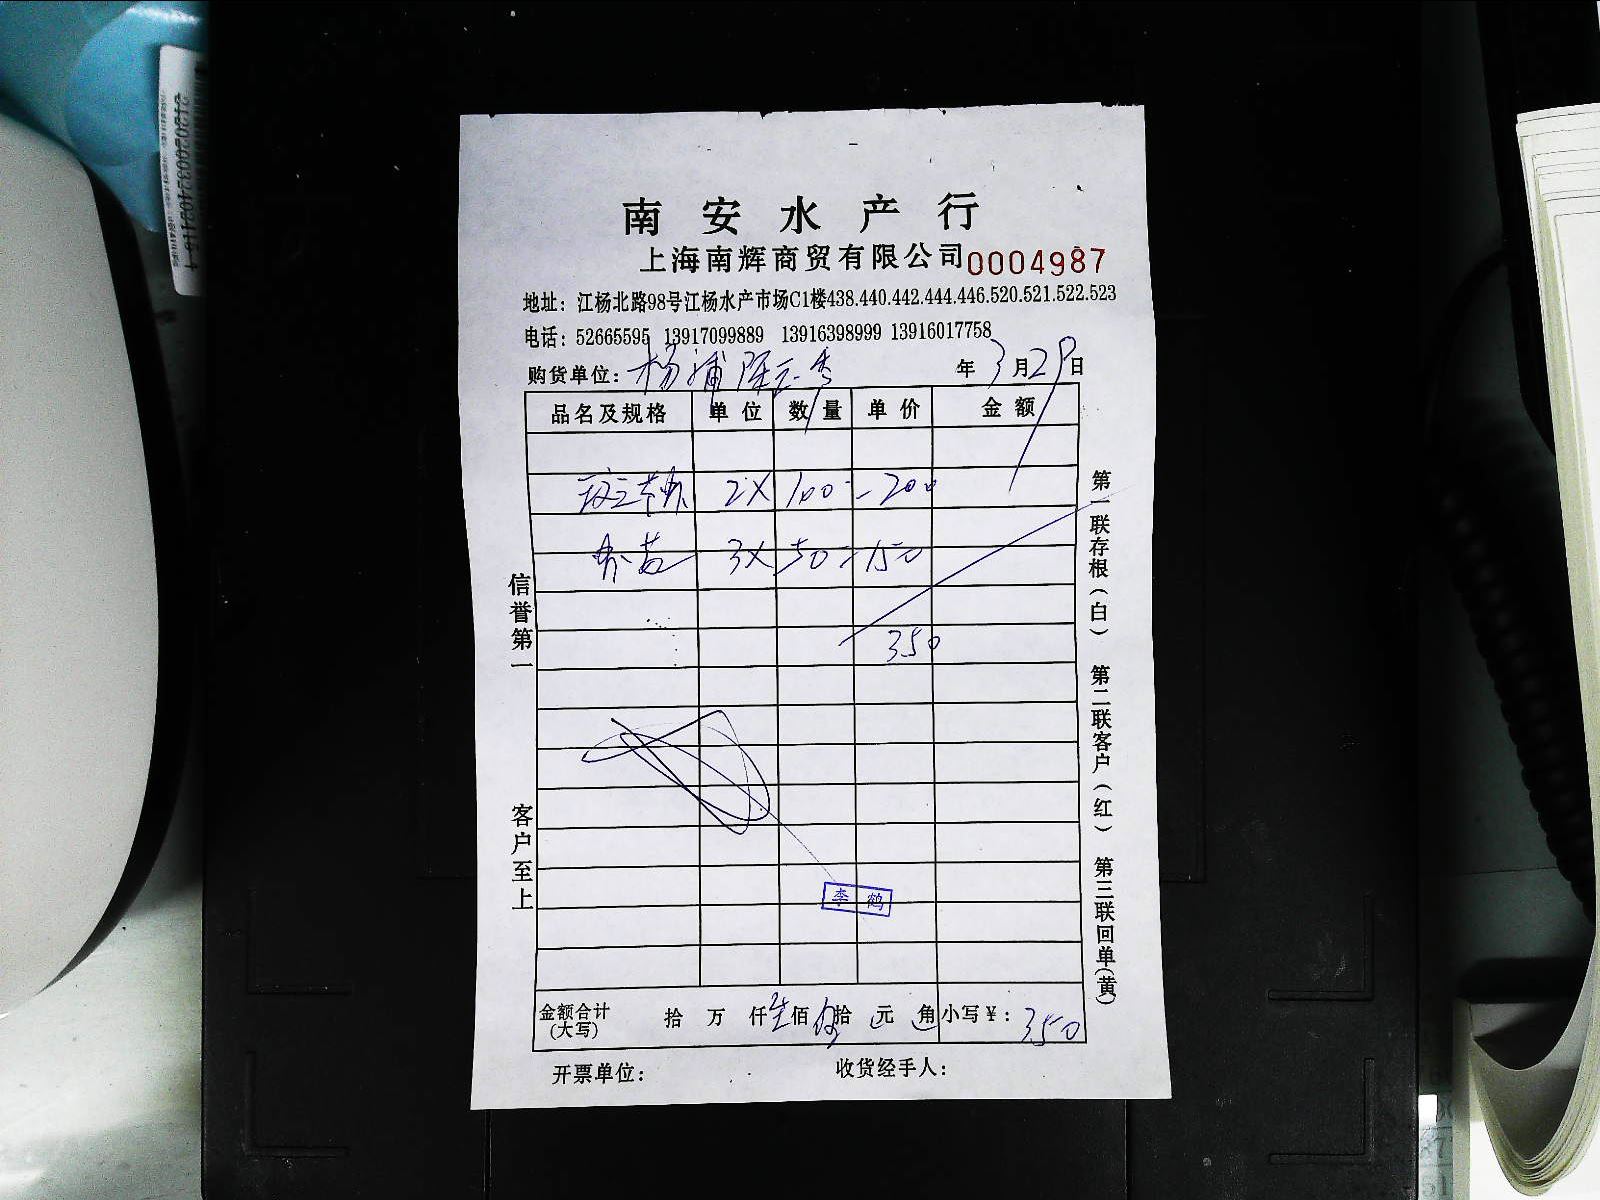 南安水产行
上海南辉商贸有限公司 0004987
地址：江杨北路98号江杨水产市场C1楼438.440.442.444.446.520.521.522.523
电话：52665595 13917099889 13916398999 13916017758
购货单位：杨浦 年3月29日
品名及规格 单位 数量 单价 金额
2X 100=200
3X 50=150
350
李鹤
金额合计(大写) 拾 万 仟 叁佰 伍拾 元 角 小写¥：350
开票单位： 收货经手人：
信誉第一 客户至上
第一联存根(白) 第二联客户(红) 第三联回单(黄)